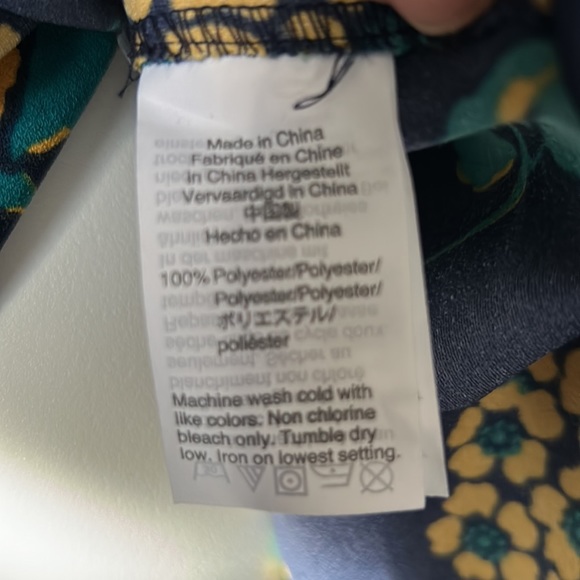 Made in China
Fabriqué en Chine
in China Hergestellt
Vervaardigd in China
中国製
Hecho en China
100% Polyester/Polyester/
Polyester/Polyester/
ポリエステル/
poliéster
Machine wash cold with
like colors. Non chlorine
bleach only. Tumble dry
low. Iron on lowest setting.